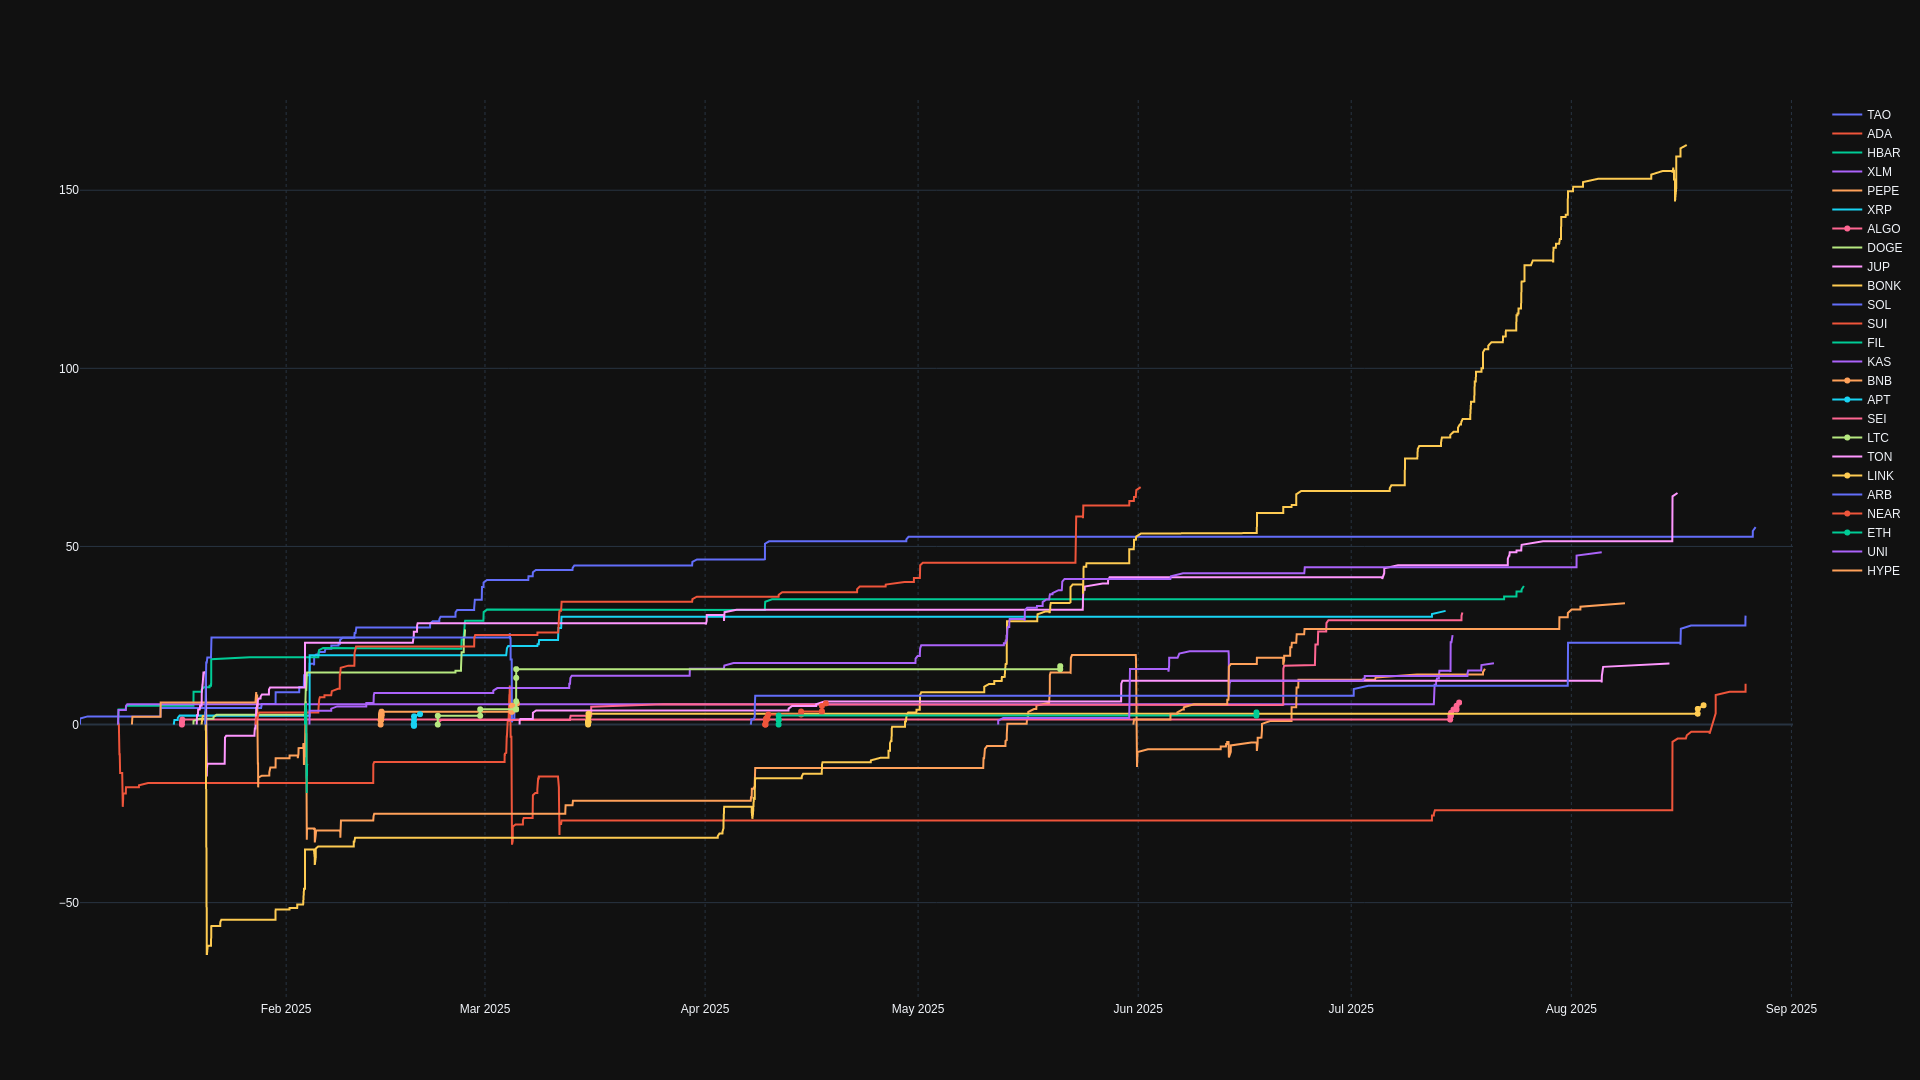 150
100
50
0
−50
Feb 2025
Mar 2025
Apr 2025
May 2025
Jun 2025
Jul 2025
Aug 2025
Sep 2025
TAO
ADA
HBAR
XLM
PEPE
XRP
ALGO
DOGE
JUP
BONK
SOL
SUI
FIL
KAS
BNB
APT
SEI
LTC
TON
LINK
ARB
NEAR
ETH
UNI
HYPE